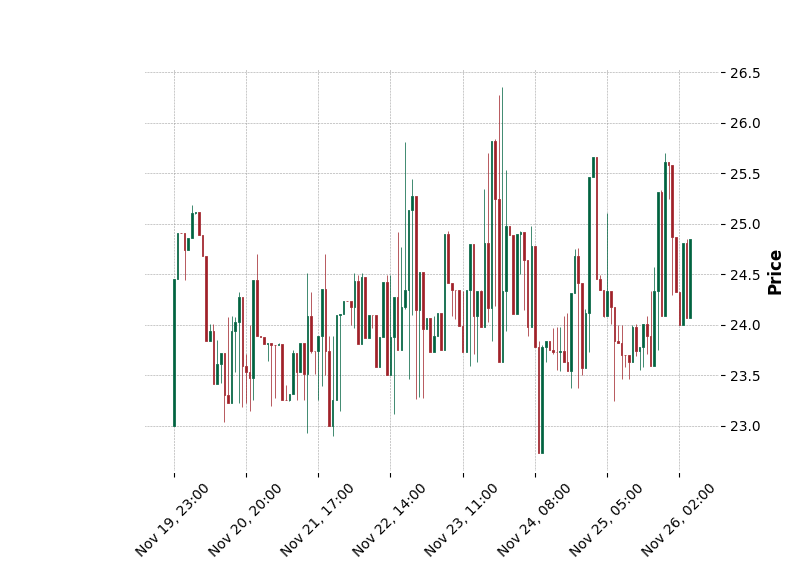 26.5
26.0
25.5
25.0
24.5
24.0
23.5
23.0
Price
Nov 19, 23:00
Nov 20, 20:00
Nov 21, 17:00
Nov 22, 14:00
Nov 23, 11:00
Nov 24, 08:00
Nov 25, 05:00
Nov 26, 02:00